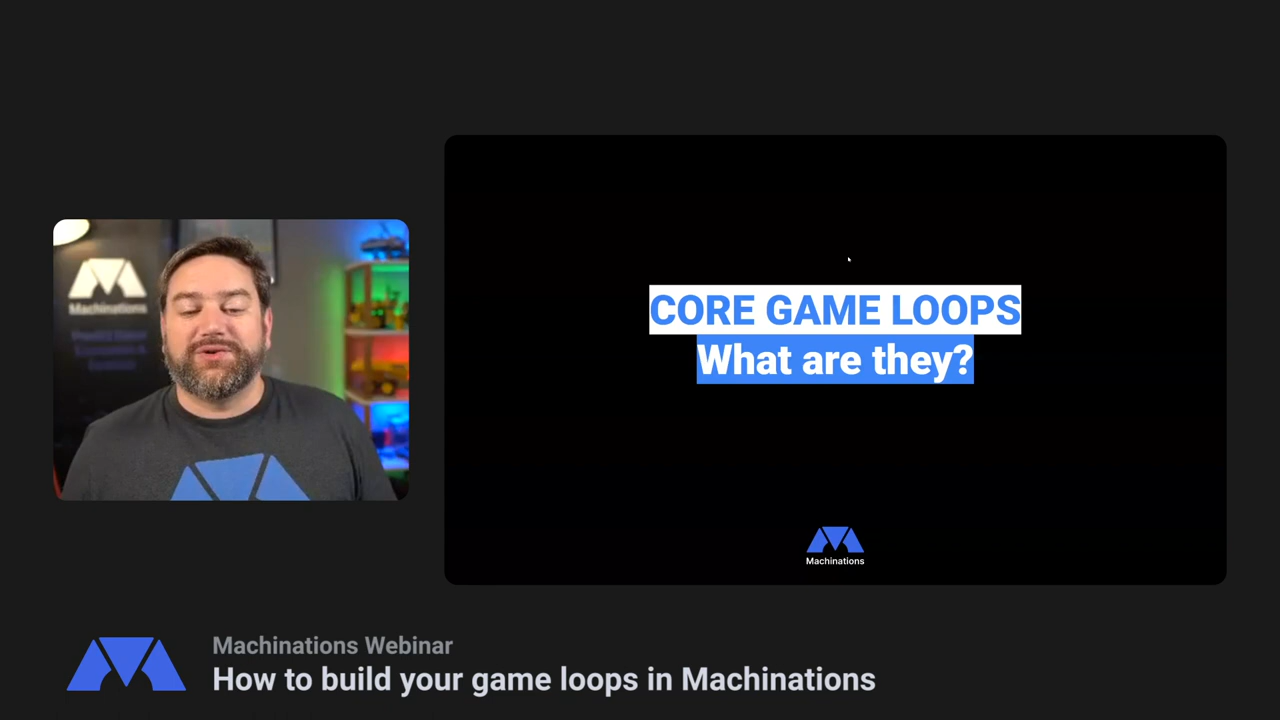 Machinations
CORE GAME LOOPS
What are they?
Machinations
Machinations Webinar
How to build your game loops in Machinations